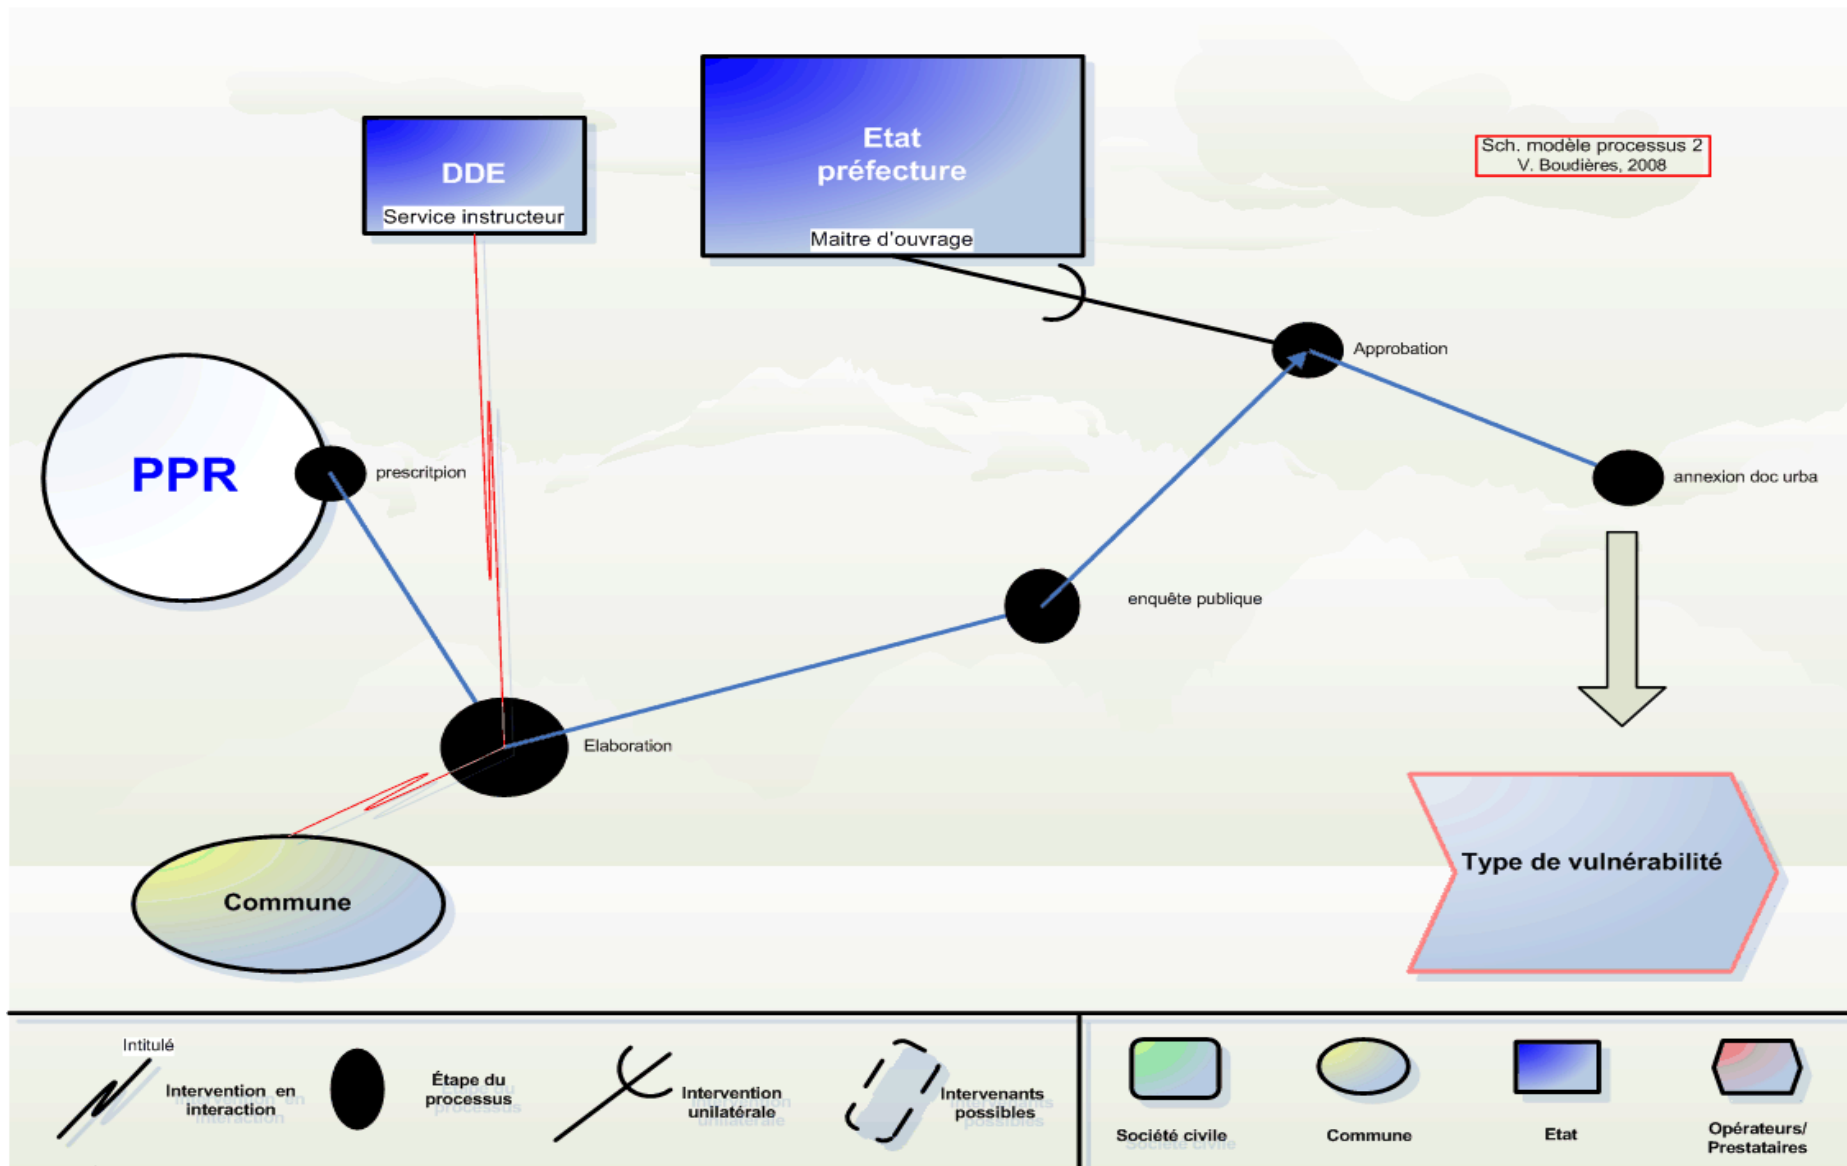 Etat
préfecture
Maitre d'ouvrage
DDE
Service instructeur
Sch. modèle processus 2
V. Boudières, 2008
Approbation
PPR
prescritpion
annexion doc urba
enquête publique
Elaboration
Type de vulnérabilité
Commune
Intitulé
Intervention en
interaction
Étape du
processus
Intervention
unilatérale
Intervenants
possibles
Société civile
Commune
Etat
Opérateurs/
Prestataires